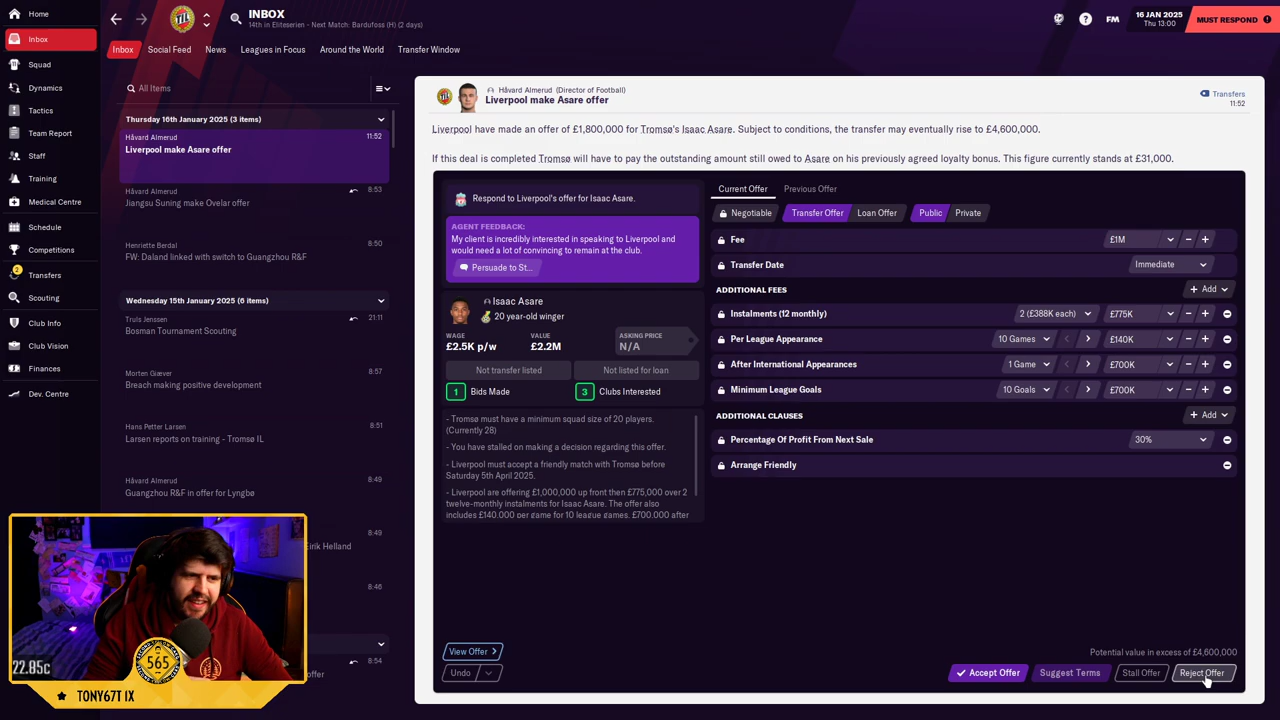 Home
INBOX
14th in Eliteserien - Next Match: Bardufoss (H) (2 days)
FM
16 JAN 2025
Thu 13:00
MUST RESPOND
Inbox
Inbox
Social Feed
News
Leagues in Focus
Around the World
Transfer Window
Squad
Dynamics
Tactics
Team Report
Staff
Training
Medical Centre
Schedule
Competitions
2
Transfers
Scouting
Club Info
Club Vision
Finances
Dev. Centre
All Items
Thursday 16th January 2025 (3 items)
Håvard Almerud
11:52
Liverpool make Asare offer
Håvard Almerud
8:53
Jiangsu Suning make Ovelar offer
Henriette Berdal
8:50
FW: Daland linked with switch to Guangzhou R&F
Wednesday 15th January 2025 (6 items)
Truls Jenssen
21:11
Bosman Tournament Scouting
Morten Giæver
8:57
Breach making positive development
Hans Petter Larsen
8:51
Larsen reports on training - Tromsø IL
Håvard Almerud
8:49
Guangzhou R&F in offer for Lyngbø
8:49
Eirik Helland
8:46
8:54
offer
Håvard Almerud (Director of Football)
Liverpool make Asare offer
Transfers
11:52
Liverpool have made an offer of £1,800,000 for Tromsø's Isaac Asare. Subject to conditions, the transfer may eventually rise to £4,600,000.
If this deal is completed Tromsø will have to pay the outstanding amount still owed to Asare on his previously agreed loyalty bonus. This figure currently stands at £31,000.
Respond to Liverpool's offer for Isaac Asare.
AGENT FEEDBACK:
My client is incredibly interested in speaking to Liverpool and
would need a lot of convincing to remain at the club.
Persuade to St...
Isaac Asare
20 year-old winger
WAGE
£2.5K p/w
VALUE
£2.2M
ASKING PRICE
N/A
Not transfer listed
Not listed for loan
1 Bids Made
3 Clubs Interested
- Tromsø must have a minimum squad size of 20 players.
(Currently 28)
- You have stalled on making a decision regarding this offer.
- Liverpool must accept a friendly match with Tromsø before
Saturday 5th April 2025.
- Liverpool are offering £1,000,000 up front then £775,000 over 2
twelve-monthly instalments for Isaac Asare. The offer also
includes £140,000 per game for 10 league games, £700,000 after
Current Offer
Previous Offer
Negotiable
Transfer Offer
Loan Offer
Public
Private
Fee
£1M
Transfer Date
Immediate
ADDITIONAL FEES
+ Add
Instalments (12 monthly)
2 (£388K each)
£775K
Per League Appearance
10 Games
£140K
After International Appearances
1 Game
£700K
Minimum League Goals
10 Goals
£700K
ADDITIONAL CLAUSES
+ Add
Percentage Of Profit From Next Sale
30%
Arrange Friendly
View Offer
Undo
Potential value in excess of £4,600,000
Accept Offer
Suggest Terms
Stall Offer
Reject Offer
22.85c
565
TONY67T IX